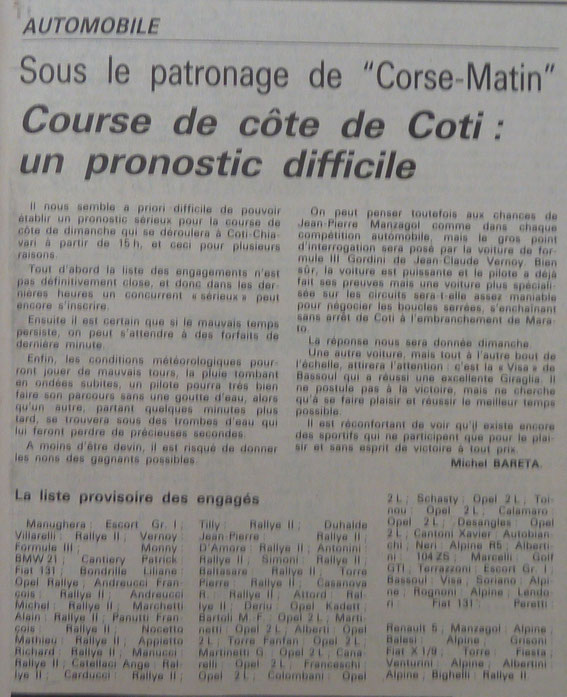 AUTOMOBILE
Sous le patronage de "Corse-Matin"
Course de côte de Coti :
un pronostic difficile
Il nous semble a priori difficile de pouvoir
établir un pronostic sérieux pour la course de
côte de dimanche qui se déroulera à Coti-Chia-
vari à partir de 15 h, et ceci pour plusieurs
raisons.
Tout d'abord la liste des engagements n'est
pas définitivement close, et donc dans les der-
nières heures un concurrent « sérieux » peut
encore s'inscrire.
Ensuite il est certain que si le mauvais temps
persiste, on peut s'attendre à des forfaits de
dernière minute.
Enfin, les conditions météorologiques pour-
ront jouer de mauvais tours, la pluie tombant
en ondées subites, un pilote pourra très bien
faire son parcours sans une goutte d'eau, alors
qu'un autre, partant quelques minutes plus
tard, se trouvera sous des trombes d'eau qui
lui feront perdre de précieuses secondes.
A moins d'être devin, il est risqué de donner
les nons des gagnants possibles.
On peut penser toutefois aux chances de
Jean-Pierre Manzagol comme dans chaque
compétition automobile, mais le gros point
d'interrogation sera posé par la voiture de for-
mule III Gordini de Jean-Claude Vernoy. Bien
sûr, la voiture est puissante et le pilote a déjà
fait ses preuves mais une voiture plus spéciali-
sée sur les circuits sera-t-elle assez maniable
pour négocier les boucles serrées, s'enchaînant
sans arrêt de Coti à l'embranchement de Mara-
to.
La réponse nous sera donnée dimanche.
Une autre voiture, mais tout à l'autre bout de
l'échelle, attirera l'attention : c'est la « Visa » de
Bassoul qui a réussi une excellente Giraglia. Il
ne postule pas à la victoire, mais ne cherche
qu'à se faire plaisir et réussir le meilleur temps
possible.
Il est réconfortant de voir qu'il existe encore
des sportifs qui ne participent que pour le plai-
sir et sans esprit de victoire à tout prix.
Michel BARETA.
La liste provisoire des engagés
Manughera : Escort Gr. I ;
Villarelli : Rallye II ; Vernoy :
Formule III ; Monny :
BMW 21 ; Cantiery Patrick :
Fiat 131 ; Bombrile Liliane :
Opel Rallye ; Andreucci Fran-
çois : Rallye II ; Andreucci
Michel : Rallye II ; Marchetti
Alain : Rallye II ; Panutti Fran-
çois : Rallye II ; Nocetta
Mathieu : Rallye II ; Appietto
Richard : Rallye II ; Manucci :
Rallye II ; Catellaci Ange : Ral-
lye II ; Carducci : Rallye II ;
Tilly : Rallye II ; Duhalde
Jean-Pierre : Rallye II ;
D'Amore : Rallye II ; Antonini :
Rallye II ; Simoni : Rallye II ;
Balasare : Rallye II ; Torre
Pierre : Rallye II ; Casanova
R. : Rallye II ; Attord : Ral-
lye II ; Deriu : Opel Kadett ;
Bartoli M. F. : Opel 2 L ; Marti-
netti : Opel 2 L ; Alberti : Opel
2 L ; Torre Fanfan : Opel 2 L ;
Martinetti G. : Opel 2 L ; Cana-
relli : Opel 2 L ; Franceschi :
Opel 2 L ; Colombani : Opel
2 L ; Schasty : Opel 2 L ; Toi-
nou : Opel 2 L ; Calamaro :
Opel 2 L ; Desangles : Opel
2 L ; Cantoni Xavier : Autobian-
chi ; Ner : Alpine R5 ; Alberti-
ni : 104 ZS ; Marcelli : Golf
GTI ; Terrazzoni : Escort Gr. I ;
Bassoul : Visa ; Soriano : Alpi-
ne ; Rognoni : Alpine ; Lendo-
ri : Fiat 131 ; Peretti :
Renault 5 ; Manzagol : Alpine ;
Balesi : Alpine ; Grisoni :
Fiat X 1/9 ; Torre : Fiesta ;
Venturini : Alpine ; Albertini :
Alpine ; Bighelli : Rallye II.